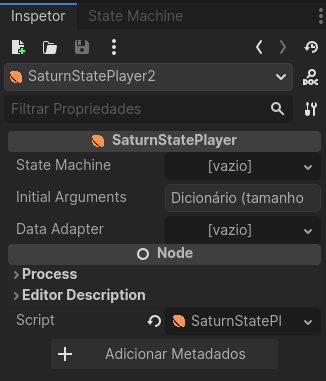 Inspetor State Machine
SaturnStatePlayer2
DOC
Filtrar Propriedades
SaturnStatePlayer
State Machine [vazio]
Initial Arguments Dicionário (tamanho
Data Adapter [vazio]
Node
Process
Editor Description
Script SaturnStatePl
Adicionar Metadados